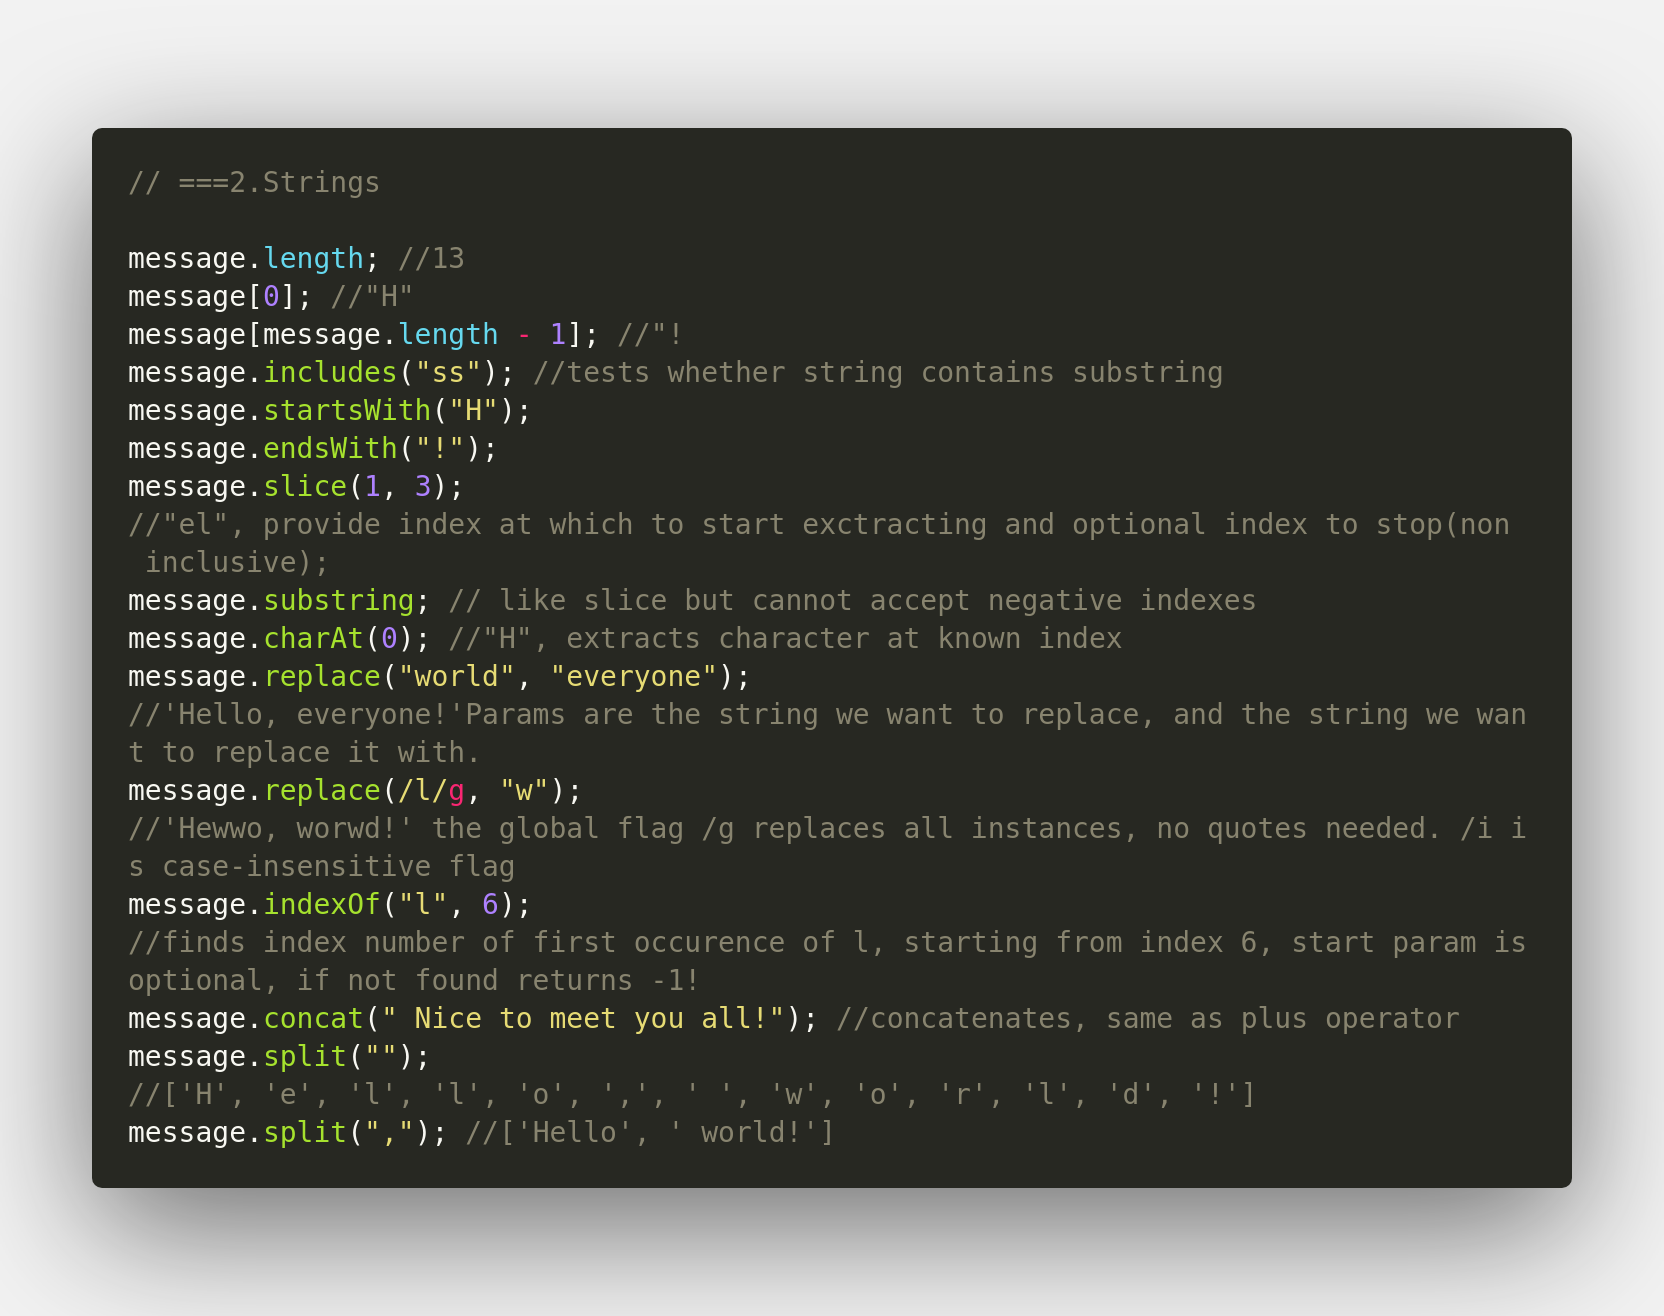 // ===2.Strings
message.length; //13
message[0]; //"H"
message[message.length - 1]; //"!
message.includes("ss"); //tests whether string contains substring
message.startsWith("H");
message.endsWith("!");
message.slice(1, 3);
//"el", provide index at which to start exctracting and optional index to stop(non
 inclusive);
message.substring; // like slice but cannot accept negative indexes
message.charAt(0); //"H", extracts character at known index
message.replace("world", "everyone");
//'Hello, everyone!'Params are the string we want to replace, and the string we wan
t to replace it with.
message.replace(/l/g, "w");
//'Hewwo, worwd!' the global flag /g replaces all instances, no quotes needed. /i i
s case-insensitive flag
message.indexOf("l", 6);
//finds index number of first occurence of l, starting from index 6, start param is
optional, if not found returns -1!
message.concat(" Nice to meet you all!"); //concatenates, same as plus operator
message.split("");
//['H', 'e', 'l', 'l', 'o', ',', ' ', 'w', 'o', 'r', 'l', 'd', '!']
message.split(","); //['Hello', ' world!']